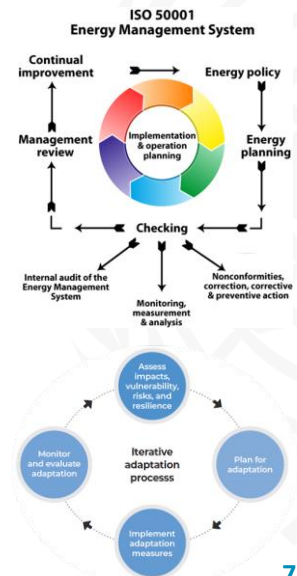 ISO 50001
Energy Management System
Continual
improvement
Energy policy
Implementation
& operation
planning
Management
review
Energy
planning
Checking
Internal audit of the
Energy Management
System
Monitoring,
measurement
& analysis
Nonconformities,
correction, corrective
& preventive action
Assess
impacts,
vulnerability,
risks, and
resilience
Monitor
and evaluate
adaptation
Iterative
adaptation
processs
Plan for
adaptation
Implement
adaptation
measures
7